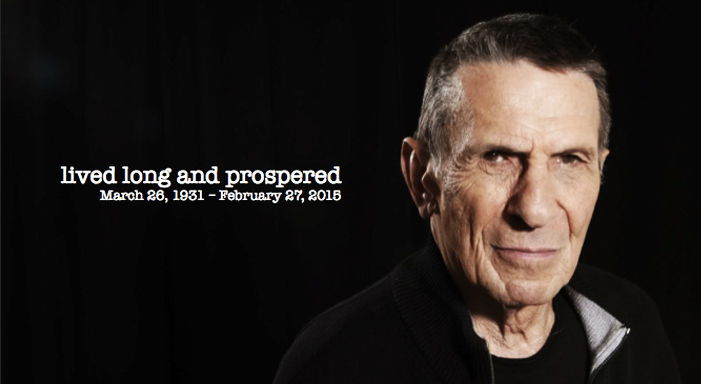 lived long and prospered
March 26, 1931 – February 27, 2015